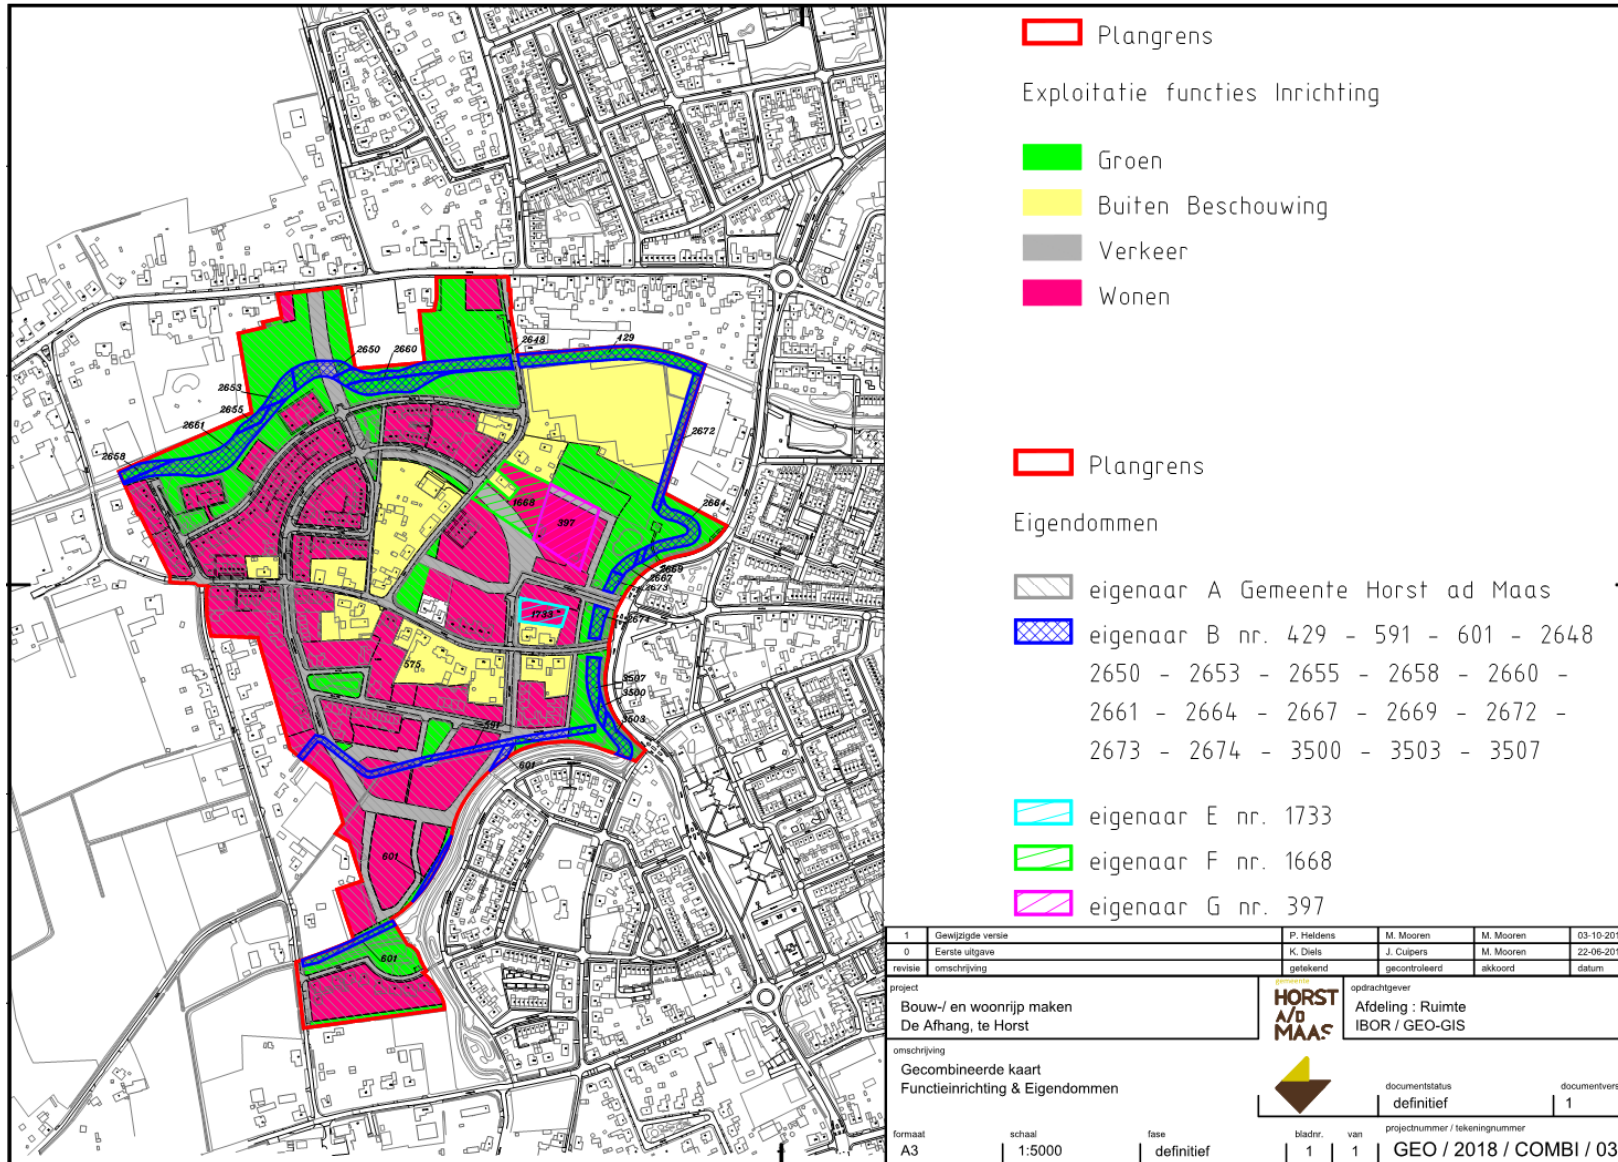 Plangrens
Exploitatie functies Inrichting
Groen
Buiten Beschouwing
Verkeer
Wonen
Plangrens
Eigendommen
eigenaar A Gemeente Horst ad Maas
eigenaar B nr. 429 - 591 - 601 - 2648
2650 - 2653 - 2655 - 2658 - 2660 -
2661 - 2664 - 2667 - 2669 - 2672 -
2673 - 2674 - 3500 - 3503 - 3507
eigenaar E nr. 1733
eigenaar F nr. 1668
eigenaar G nr. 397
429
2648
2650
2660
2653
2655
2661
2658
2672
2664
1668
397
2669
2667
2673
2674
1733
575
3507
3500
3503
591
601
601
601
1 Gewijzigde versie P. Heldens M. Mooren M. Mooren 03-10-201
0 Eerste uitgave K. Diels J. Cuipers M. Mooren 22-06-201
revisie omschrijving getekend gecontroleerd akkoord datum
project
Bouw-/ en woonrijp maken
De Afhang, te Horst
gemeente
HORST
A/D
MAAS
opdrachtgever
Afdeling : Ruimte
IBOR / GEO-GIS
omschrijving
Gecombineerde kaart
Functieinrichting & Eigendommen
documentstatus
definitief
documentvers
1
formaat
A3
schaal
1:5000
fase
definitief
bladnr.
1
van
1
projectnummer / tekeningnummer
GEO / 2018 / COMBI / 03